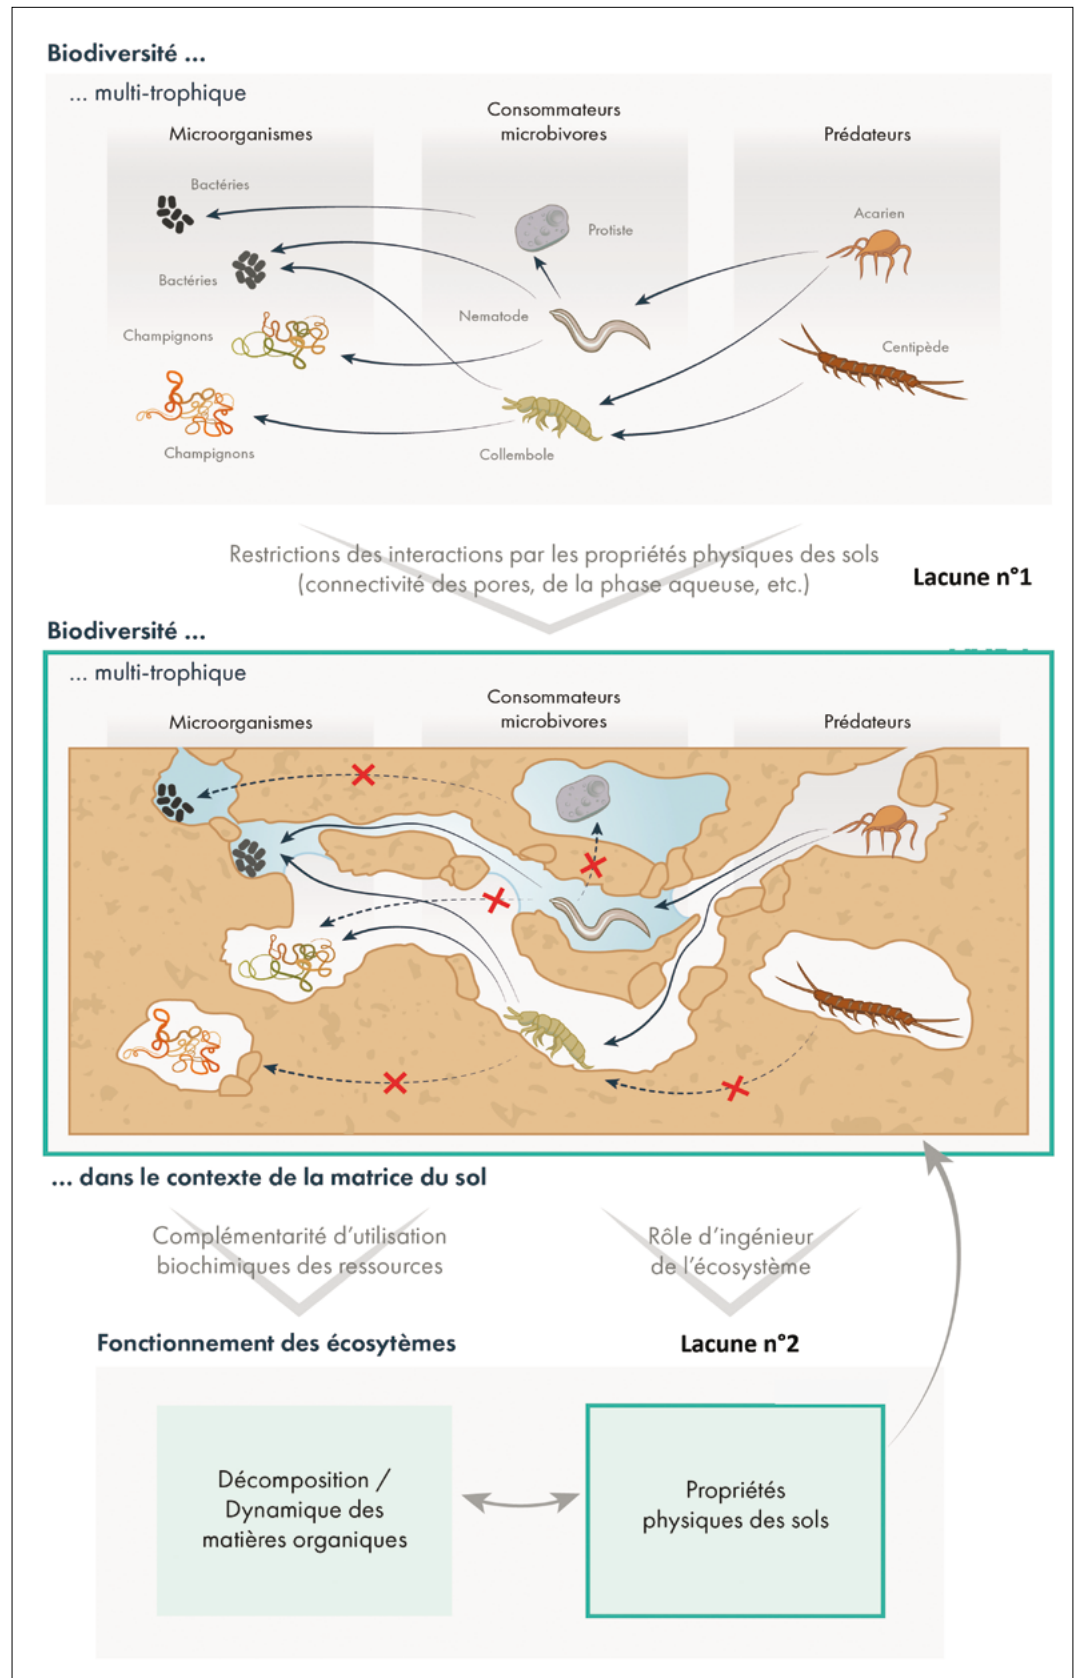 Biodiversité ...
... multi-trophique
Microorganismes
Consommateurs
microbivores
Prédateurs
Bactéries
Bactéries
Champignons
Champignons
Protiste
Nematode
Collembole
Acarien
Centipède
Restrictions des interactions par les propriétés physiques des sols
(connectivité des pores, de la phase aqueuse, etc.)
Lacune n°1
Biodiversité ...
... multi-trophique
Microorganismes
Consommateurs
microbivores
Prédateurs
... dans le contexte de la matrice du sol
Complémentarité d'utilisation
biochimiques des ressources
Rôle d'ingénieur
de l'écosystème
Fonctionnement des écosytèmes
Lacune n°2
Décomposition /
Dynamique des
matières organiques
Propriétés
physiques des sols